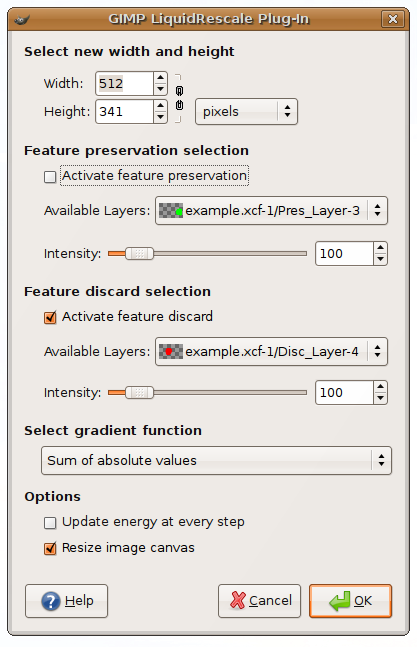 GIMP LiquidRescale Plug-In
Select new width and height
Width: 512
Height: 341 pixels
Feature preservation selection
Activate feature preservation
Available Layers: example.xcf-1/Pres_Layer-3
Intensity: 100
Feature discard selection
Activate feature discard
Available Layers: example.xcf-1/Disc_Layer-4
Intensity: 100
Select gradient function
Sum of absolute values
Options
Update energy at every step
Resize image canvas
Help Cancel OK